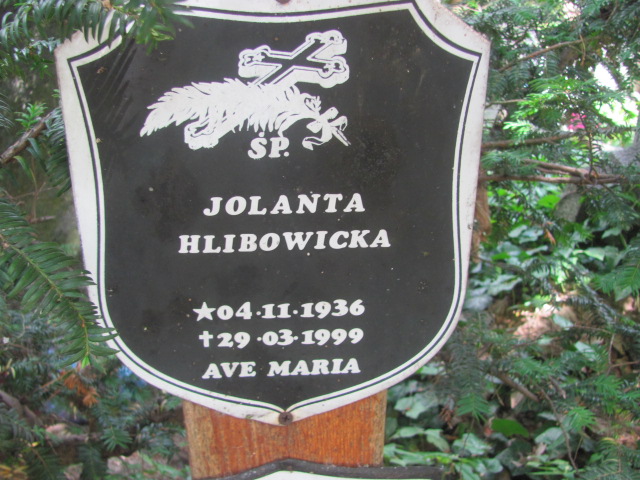 ŚP.
JOLANTA
HLIBOWICKA
★04·11·1936
†29·03·1999
AVE MARIA